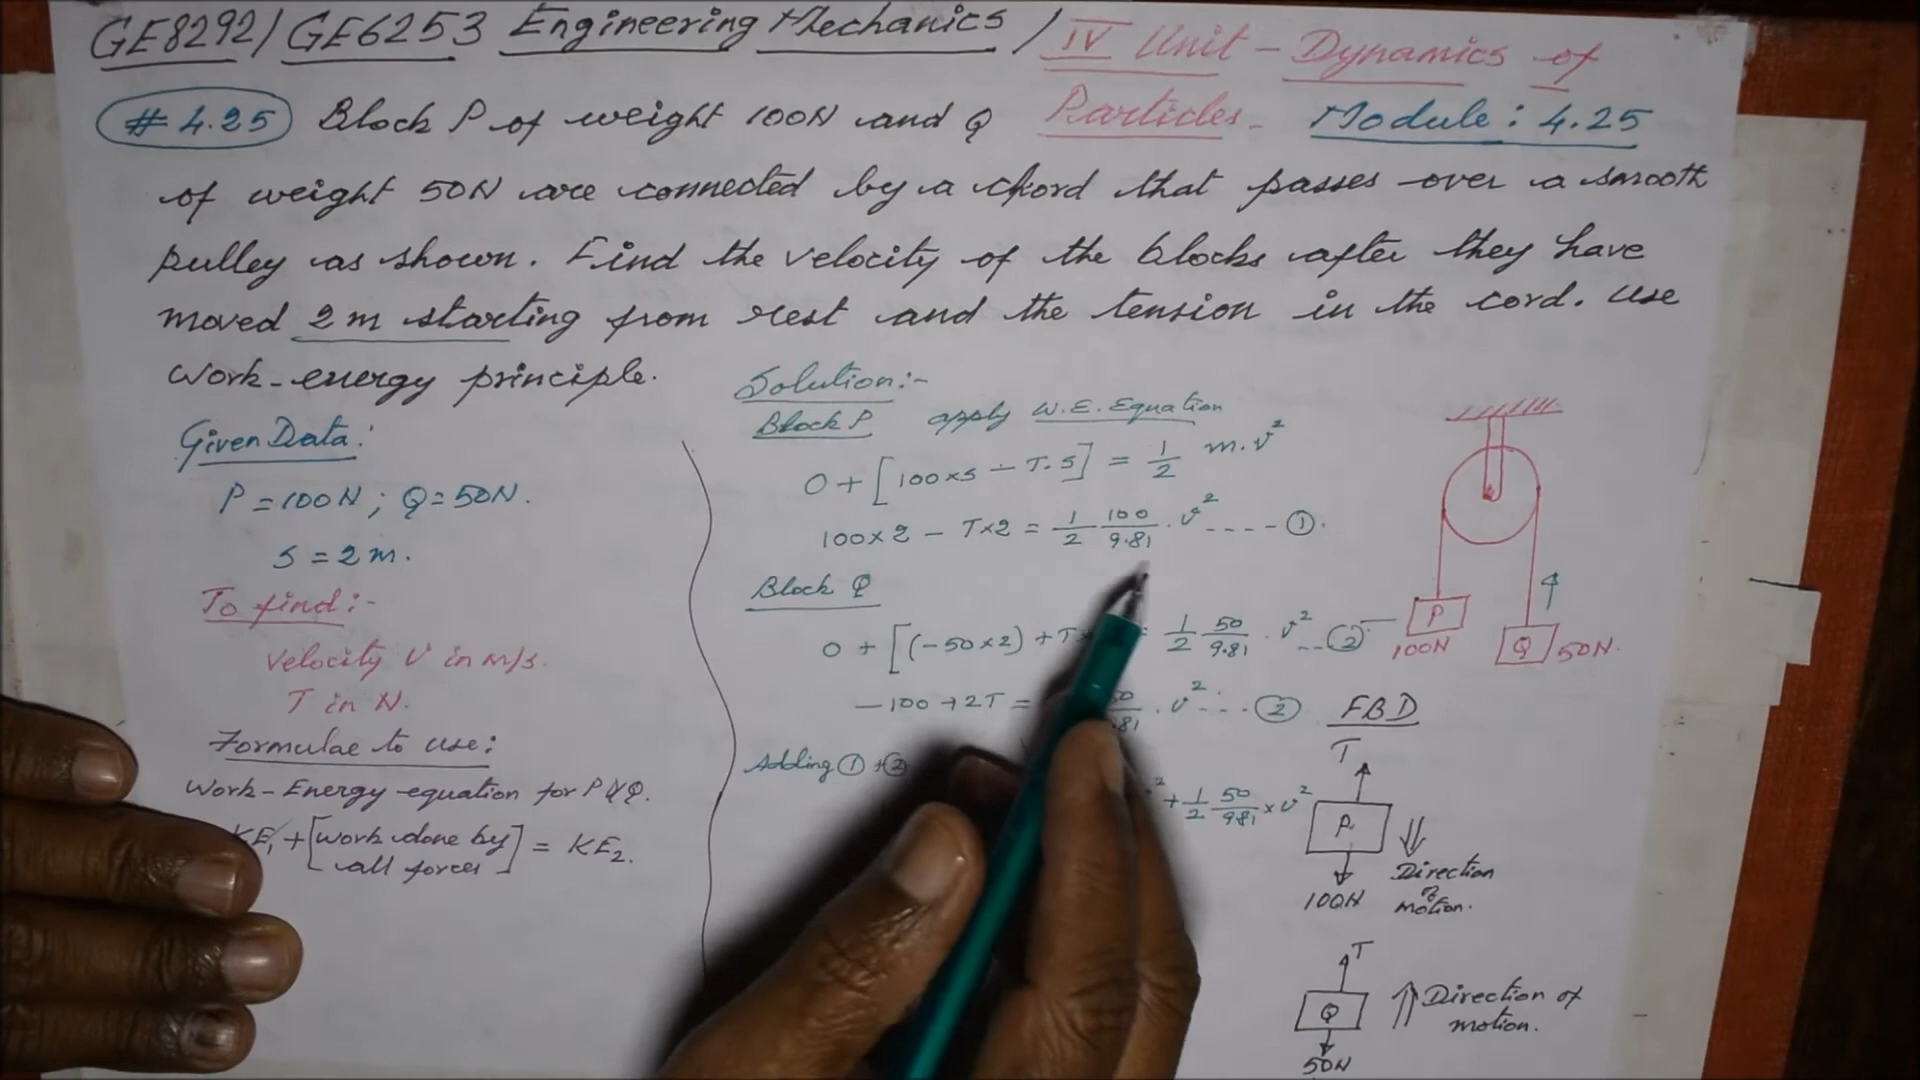 GE8292/GE6253 Engineering Mechanics / IV Unit - Dynamics of
Particles. Module: 4.25
# 4.25 Block P of weight 100N and Q
of weight 50N are connected by a chord that passes over a smooth
pulley as shown. Find the velocity of the blocks after they have
moved 2m starting from rest and the tension in the cord. Use
work-energy principle.
Given Data:
P = 100N ; Q = 50N.
S = 2 m.
To find:-
Velocity v in m/s.
T in N.
Formulae to use:
Work-Energy equation for P & Q.
KE₁ + [work done by all forces] = KE₂.
Solution:-
Block P apply W.E. Equation
0 + [100×s - T.s] = 1/2 m.v²
100×2 - T×2 = 1/2 100/9.81 . v² ---- ①.
Block Q
0 + [(-50×2) + T = 1/2 50/9.81 . v² -- ②
-100 + 2T = . v² --- ②
Adding ① + ②
² + 1/2 50/9.81 × v²
P
100N
Q 50N.
FBD
T
P
100N
Direction
of
motion.
T
Q
50N
Direction of
motion.